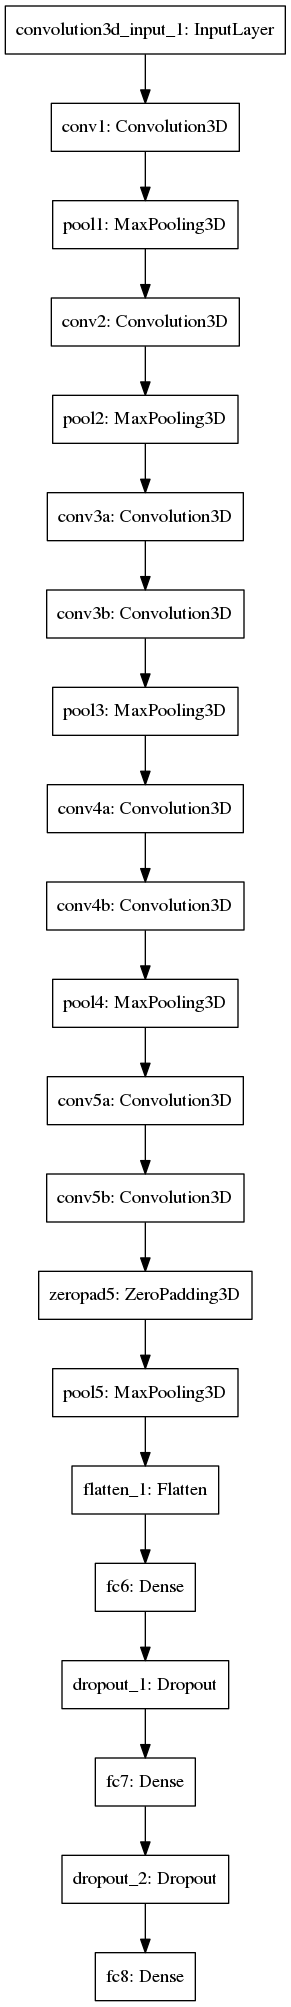 convolution3d_input_1: InputLayer
conv1: Convolution3D
pool1: MaxPooling3D
conv2: Convolution3D
pool2: MaxPooling3D
conv3a: Convolution3D
conv3b: Convolution3D
pool3: MaxPooling3D
conv4a: Convolution3D
conv4b: Convolution3D
pool4: MaxPooling3D
conv5a: Convolution3D
conv5b: Convolution3D
zeropad5: ZeroPadding3D
pool5: MaxPooling3D
flatten_1: Flatten
fc6: Dense
dropout_1: Dropout
fc7: Dense
dropout_2: Dropout
fc8: Dense